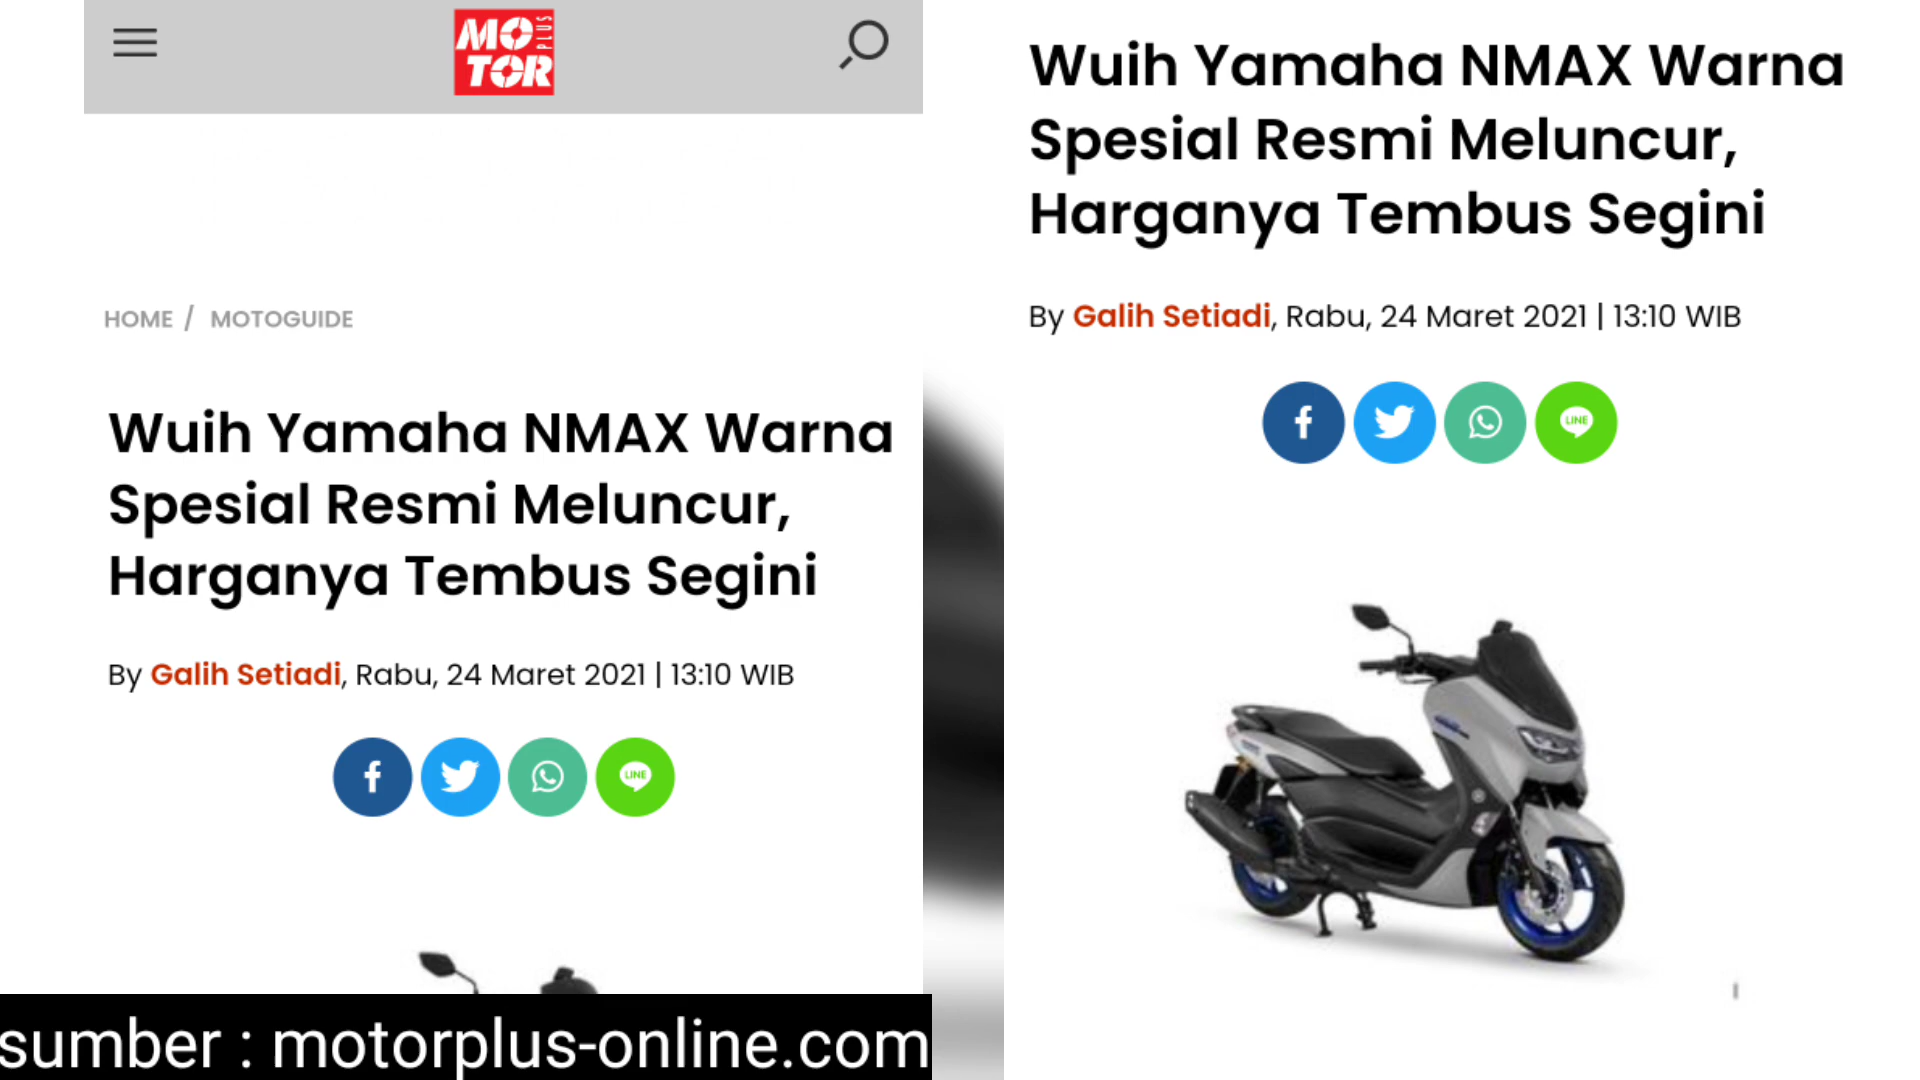 MOTOR PLUS
HOME / MOTOGUIDE
Wuih Yamaha NMAX Warna
Spesial Resmi Meluncur,
Harganya Tembus Segini
By Galih Setiadi, Rabu, 24 Maret 2021 | 13:10 WIB
LINE
sumber : motorplus-online.com
Wuih Yamaha NMAX Warna
Spesial Resmi Meluncur,
Harganya Tembus Segini
By Galih Setiadi, Rabu, 24 Maret 2021 | 13:10 WIB
LINE